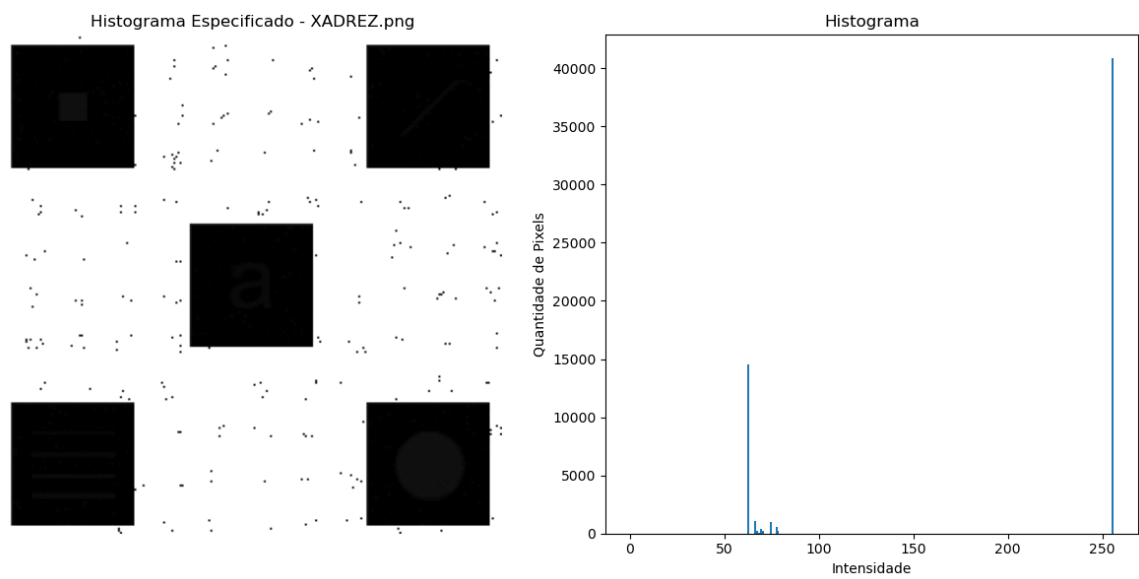 Histograma Especificado - XADREZ.png
a
Histograma
Quantidade de Pixels
40000
35000
30000
25000
20000
15000
10000
5000
0
0 50 100 150 200 250
Intensidade